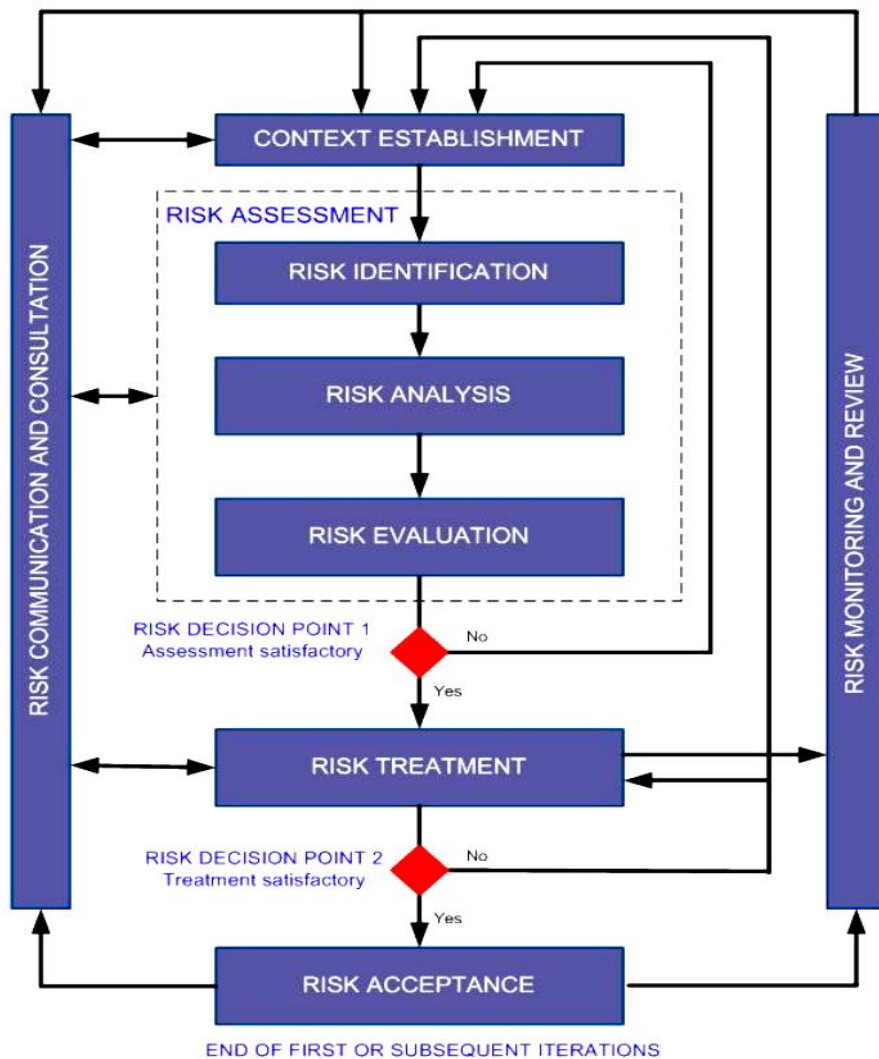 CONTEXT ESTABLISHMENT
RISK ASSESSMENT
RISK IDENTIFICATION
RISK ANALYSIS
RISK EVALUATION
RISK COMMUNICATION AND CONSULTATION
RISK MONITORING AND REVIEW
RISK DECISION POINT 1
Assessment satisfactory
No
Yes
RISK TREATMENT
RISK DECISION POINT 2
Treatment satisfactory
No
Yes
RISK ACCEPTANCE
END OF FIRST OR SUBSEQUENT ITERATIONS